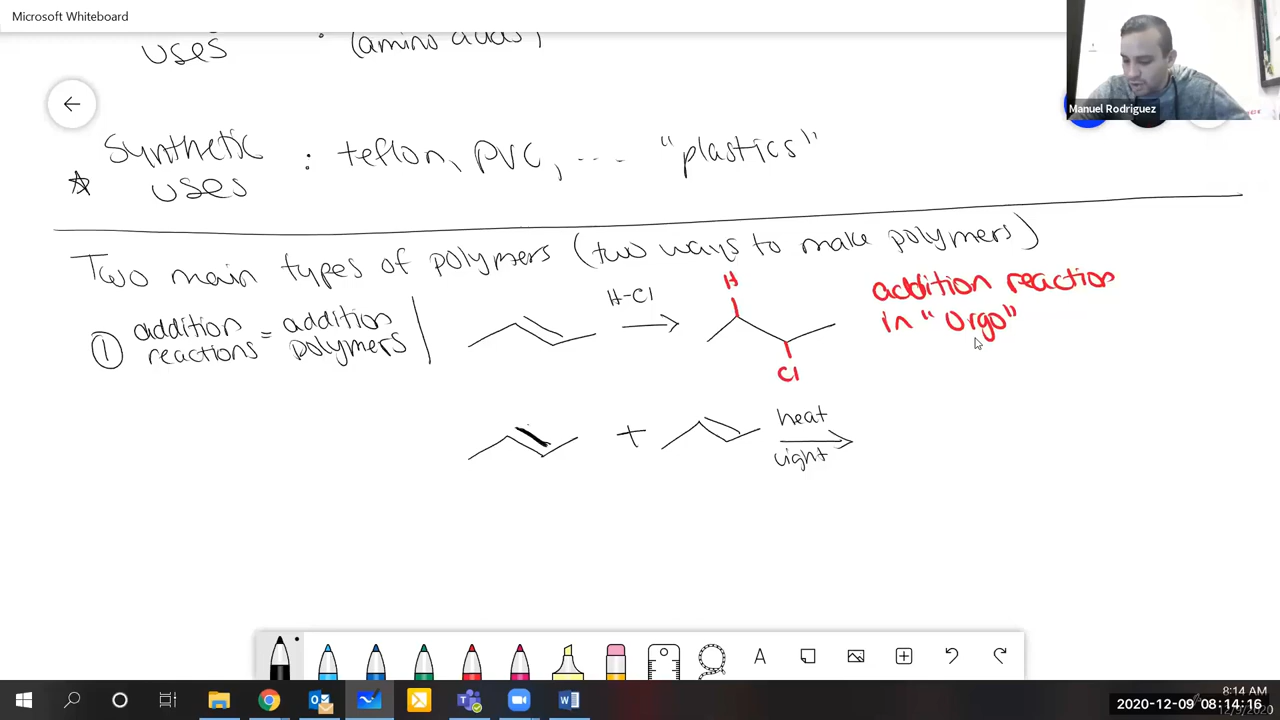 Microsoft Whiteboard
Manuel Rodriguez
uses : (amino acids)
Synthetic uses : teflon, PVC, ... "plastics"
Two main types of polymers (two ways to make polymers)
① addition reactions = addition polymers
H-Cl
H
Cl
addition reaction
in "Orgo"
+
heat
light
A
8:14 AM
2020-12-09 08:14:16